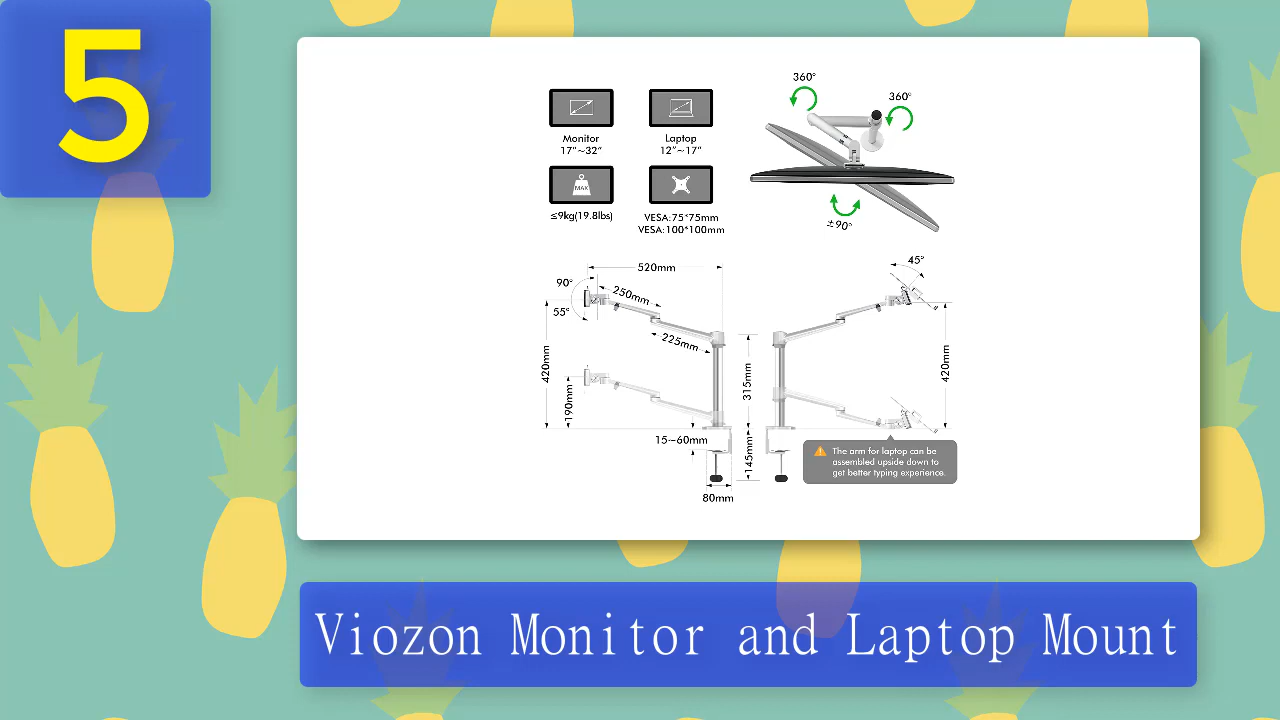 5
360°
360°
Monitor
17"~32"
Laptop
12"~17"
MAX
≤9kg(19.8lbs)
VESA:75*75mm
VESA:100*100mm
±90°
520mm
90°
250mm
55°
225mm
420mm
190mm
315mm
15~60mm
145mm
80mm
45°
420mm
The arm for laptop can be
assembled upside down to
get better typing experience.
Viozon Monitor and Laptop Mount